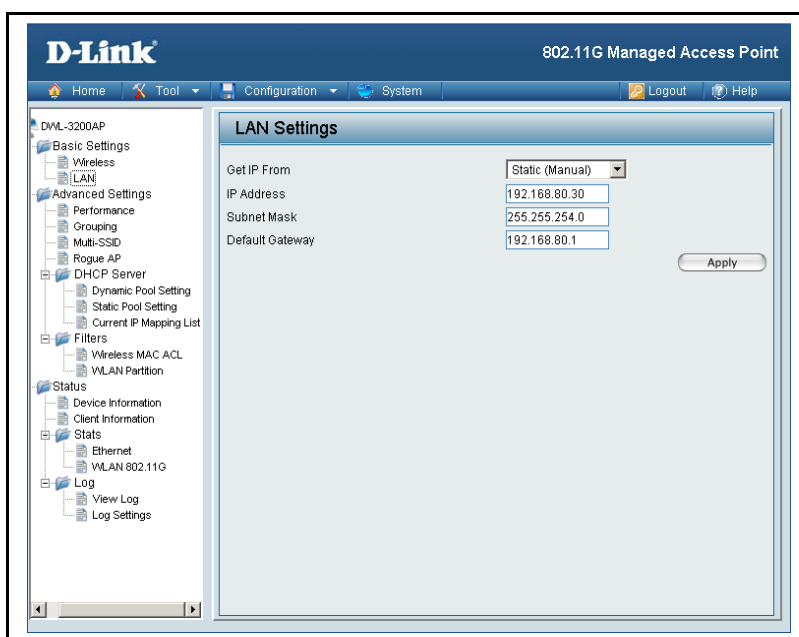 D-Link
802.11G Managed Access Point
Home Tool Configuration System Logout Help
DWL-3200AP
Basic Settings
Wireless
LAN
Advanced Settings
Performance
Grouping
Multi-SSID
Rogue AP
DHCP Server
Dynamic Pool Setting
Static Pool Setting
Current IP Mapping List
Filters
Wireless MAC ACL
WLAN Partition
Status
Device Information
Client Information
Stats
Ethernet
WLAN 802.11G
Log
View Log
Log Settings
LAN Settings
Get IP From Static (Manual)
IP Address 192.168.80.30
Subnet Mask 255.255.254.0
Default Gateway 192.168.80.1
Apply